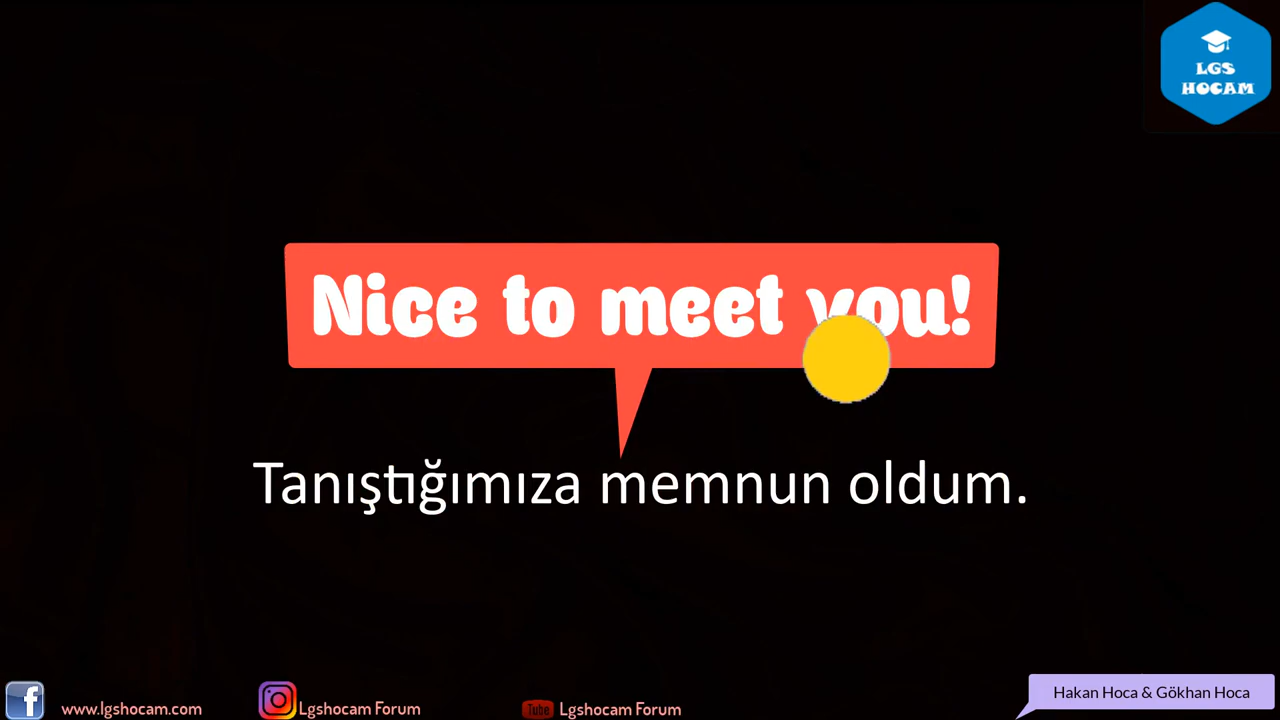 LGS
HOCAM
Nice to meet you!
Tanıştığımıza memnun oldum.
www.lgshocam.com
Lgshocam Forum
Tube
Lgshocam Forum
Hakan Hoca & Gökhan Hoca